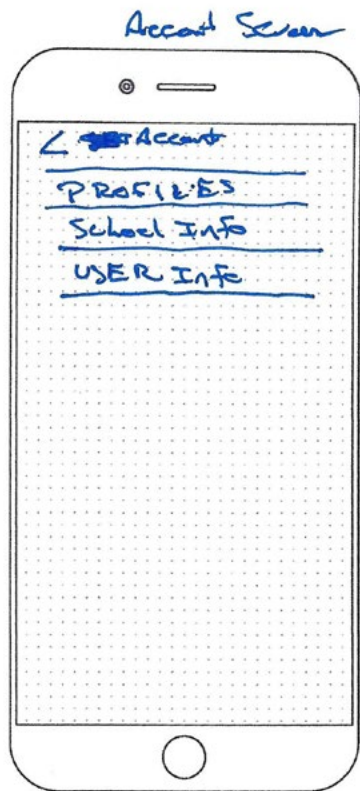 Account Screen
< Account
PROFILES
School Info
USER Info